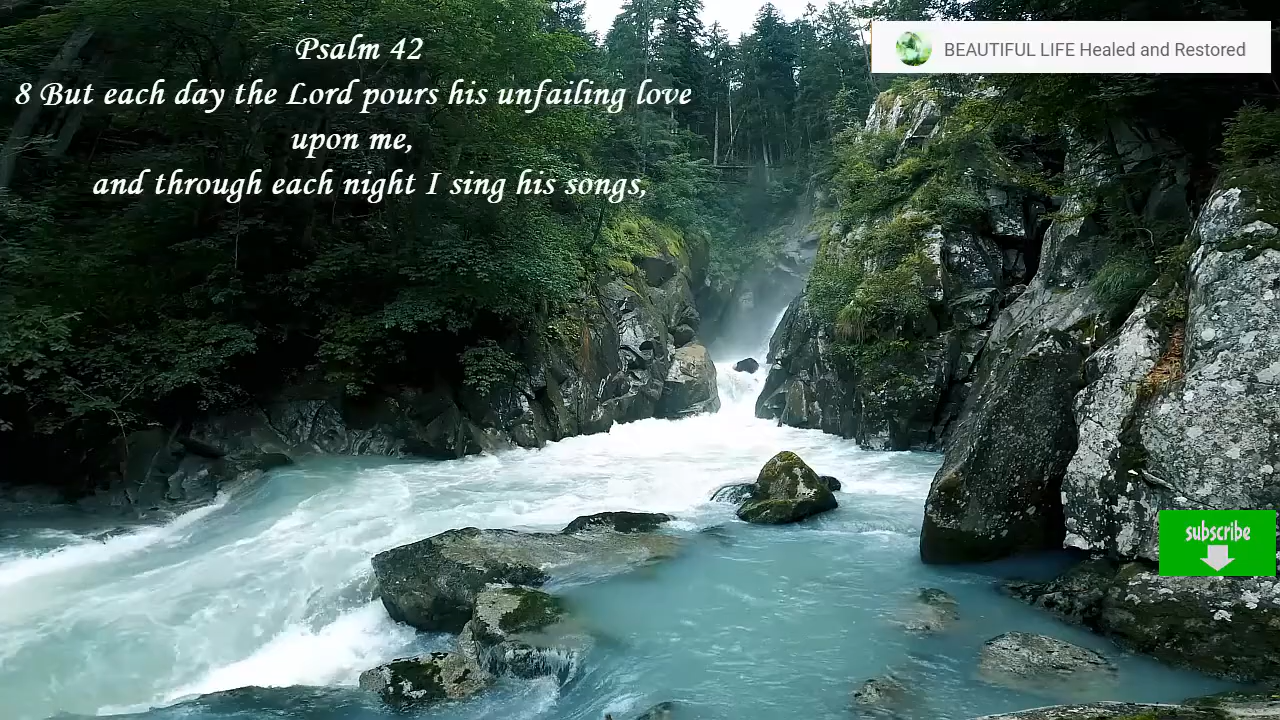 Psalm 42
8 But each day the Lord pours his unfailing love
upon me,
and through each night I sing his songs,
BEAUTIFUL LIFE Healed and Restored
subscribe